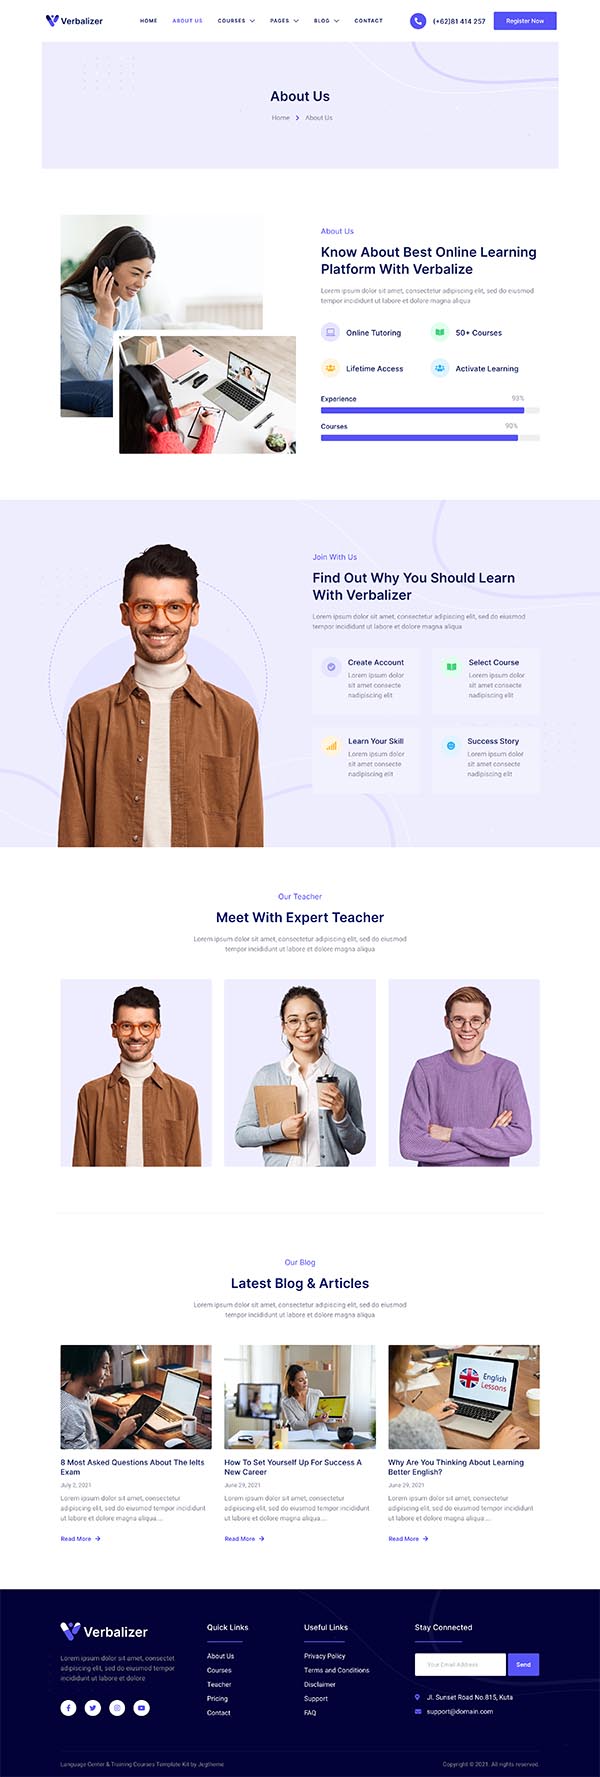 Verbalizer
HOME
ABOUT US
COURSES
PAGES
BLOG
CONTACT
(+62)81 414 257
Register Now
About Us
Home
About Us
About Us
Know About Best Online Learning
Platform With Verbalize
Lorem ipsum dolor sit amet, consectetur adipiscing elit, sed do eiusmod
tempor incididunt ut labore et dolore magna aliqua
Online Tutoring
50+ Courses
Lifetime Access
Activate Learning
Experience
93%
Courses
90%
Join With Us
Find Out Why You Should Learn
With Verbalizer
Lorem ipsum dolor sit amet, consectetur adipiscing elit, sed do eiusmod
tempor incididunt ut labore et dolore magna aliqua
Create Account
Lorem ipsum dolor
sit amet consecte
nadipiscing elit
Select Course
Lorem ipsum dolor
sit amet consecte
nadipiscing elit
Learn Your Skill
Lorem ipsum dolor
sit amet consecte
nadipiscing elit
Success Story
Lorem ipsum dolor
sit amet consecte
nadipiscing elit
Our Teacher
Meet With Expert Teacher
Lorem ipsum dolor sit amet, consectetur adipiscing elit, sed do eiusmod
tempor incididunt ut labore et dolore magna aliqua
Our Blog
Latest Blog & Articles
Lorem ipsum dolor sit amet, consectetur adipiscing elit, sed do eiusmod
tempor incididunt ut labore et dolore magna aliqua
English
Lessons
8 Most Asked Questions About The Ielts
Exam
July 2, 2021
Lorem ipsum dolor sit amet, consectetur
adipiscing elit, sed do eiusmod tempor incididunt
ut labore et dolore magna aliqua....
Read More
How To Set Yourself Up For Success A
New Career
June 29, 2021
Lorem ipsum dolor sit amet, consectetur
adipiscing elit, sed do eiusmod tempor incididunt
ut labore et dolore magna aliqua....
Read More
Why Are You Thinking About Learning
Better English?
June 29, 2021
Lorem ipsum dolor sit amet, consectetur
adipiscing elit, sed do eiusmod tempor incididunt
ut labore et dolore magna aliqua....
Read More
Verbalizer
Lorem ipsum dolor sit amet, consectetur
adipiscing elit, sed do eiusmod tempor
incididunt ut labore et dolore
Quick Links
About Us
Courses
Teacher
Pricing
Contact
Useful Links
Privacy Policy
Terms and Conditions
Disclaimer
Support
FAQ
Stay Connected
Your Email Address
Send
Jl. Sunset Road No.815, Kuta
support@domain.com
Language Center & Training Courses Template Kit by Jegtheme
Copyright © 2021. All rights reserved.